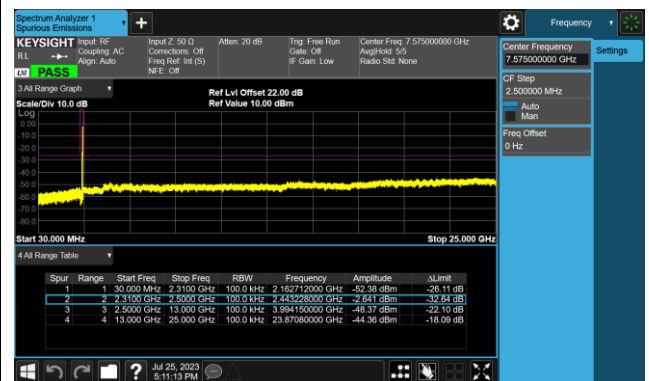 Spectrum Analyzer 1
Spurious Emissions
+
Frequency
KEYSIGHT Input: RF Input Z: 50 Ω Atten: 20 dB Trig: Free Run Center Freq: 7.575000000 GHz
RL Coupling: AC Corrections: Off Gate: Off Avg|Hold: 5/5
Align: Auto Freq Ref: Int (S) IF Gain: Low Radio Std: None
LXI PASS NFE: Off
Center Frequency
7.575000000 GHz
Settings
CF Step
2.500000 MHz
Auto
Man
Freq Offset
0 Hz
3 All Range Graph
Ref Lvl Offset 22.00 dB
Scale/Div 10.0 dB Ref Value 10.00 dBm
Log
0.00
-10.0
-20.0
-30.0
-40.0
-50.0
-60.0
-70.0
-80.0
Start 30.000 MHz Stop 25.000 GHz
4 All Range Table
Spur Range Start Freq Stop Freq RBW Frequency Amplitude ΔLimit
1 1 30.000 MHz 2.3100 GHz 100.0 kHz 2.162712000 GHz -52.38 dBm -26.11 dB
2 2 2.3100 GHz 2.5000 GHz 100.0 kHz 2.443228000 GHz -2.641 dBm -32.64 dB
3 3 2.5000 GHz 13.000 GHz 100.0 kHz 3.994150000 GHz -48.37 dBm -22.10 dB
4 4 13.000 GHz 25.000 GHz 100.0 kHz 23.87080000 GHz -44.36 dBm -18.09 dB
? Jul 25, 2023
5:11:13 PM